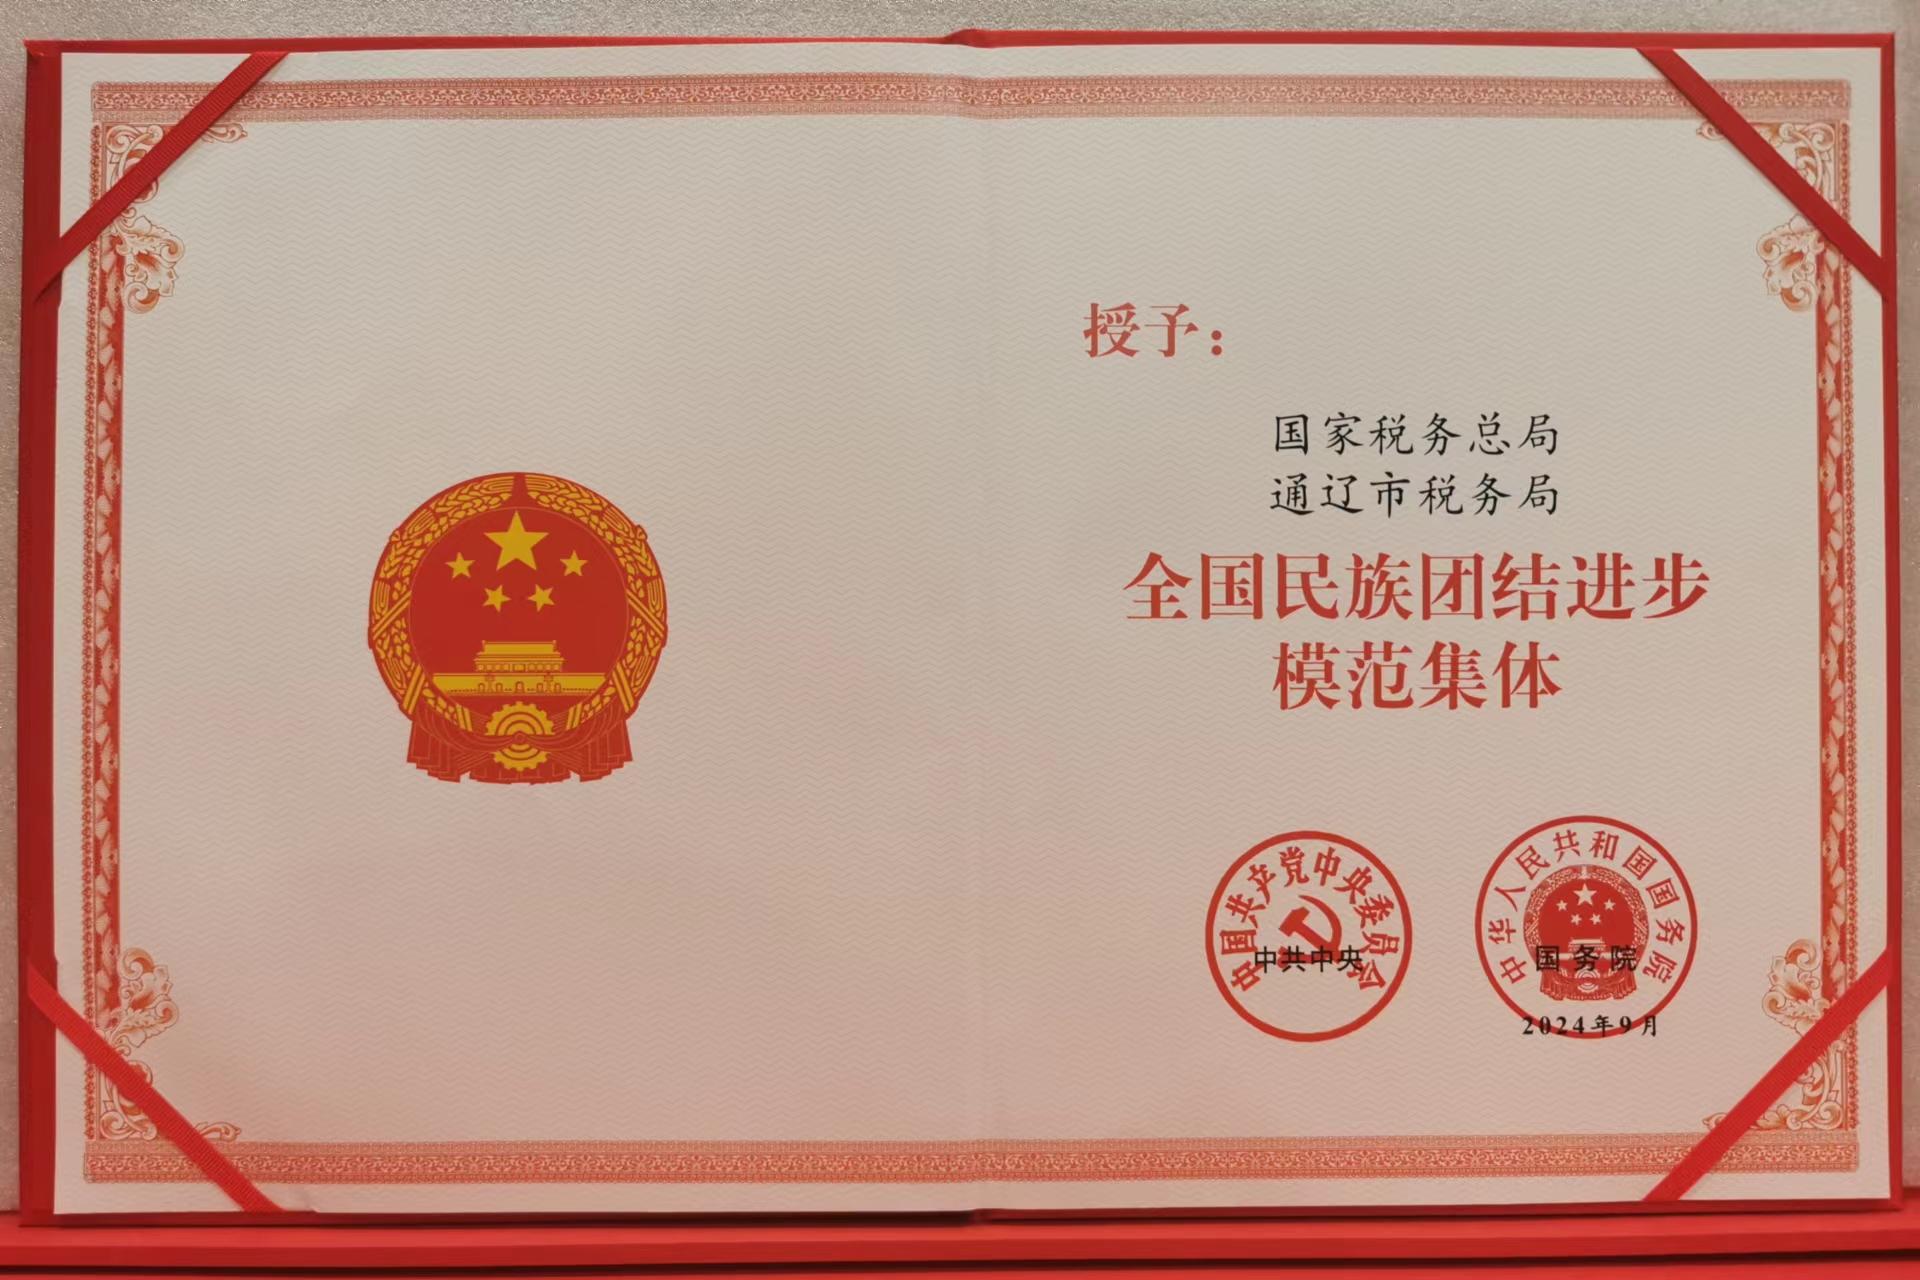 授予：
国家税务总局
通辽市税务局
全国民族团结进步
模范集体
中国共产党中央委员会
中共中央
中华人民共和国国务院
国务院
2024年9月